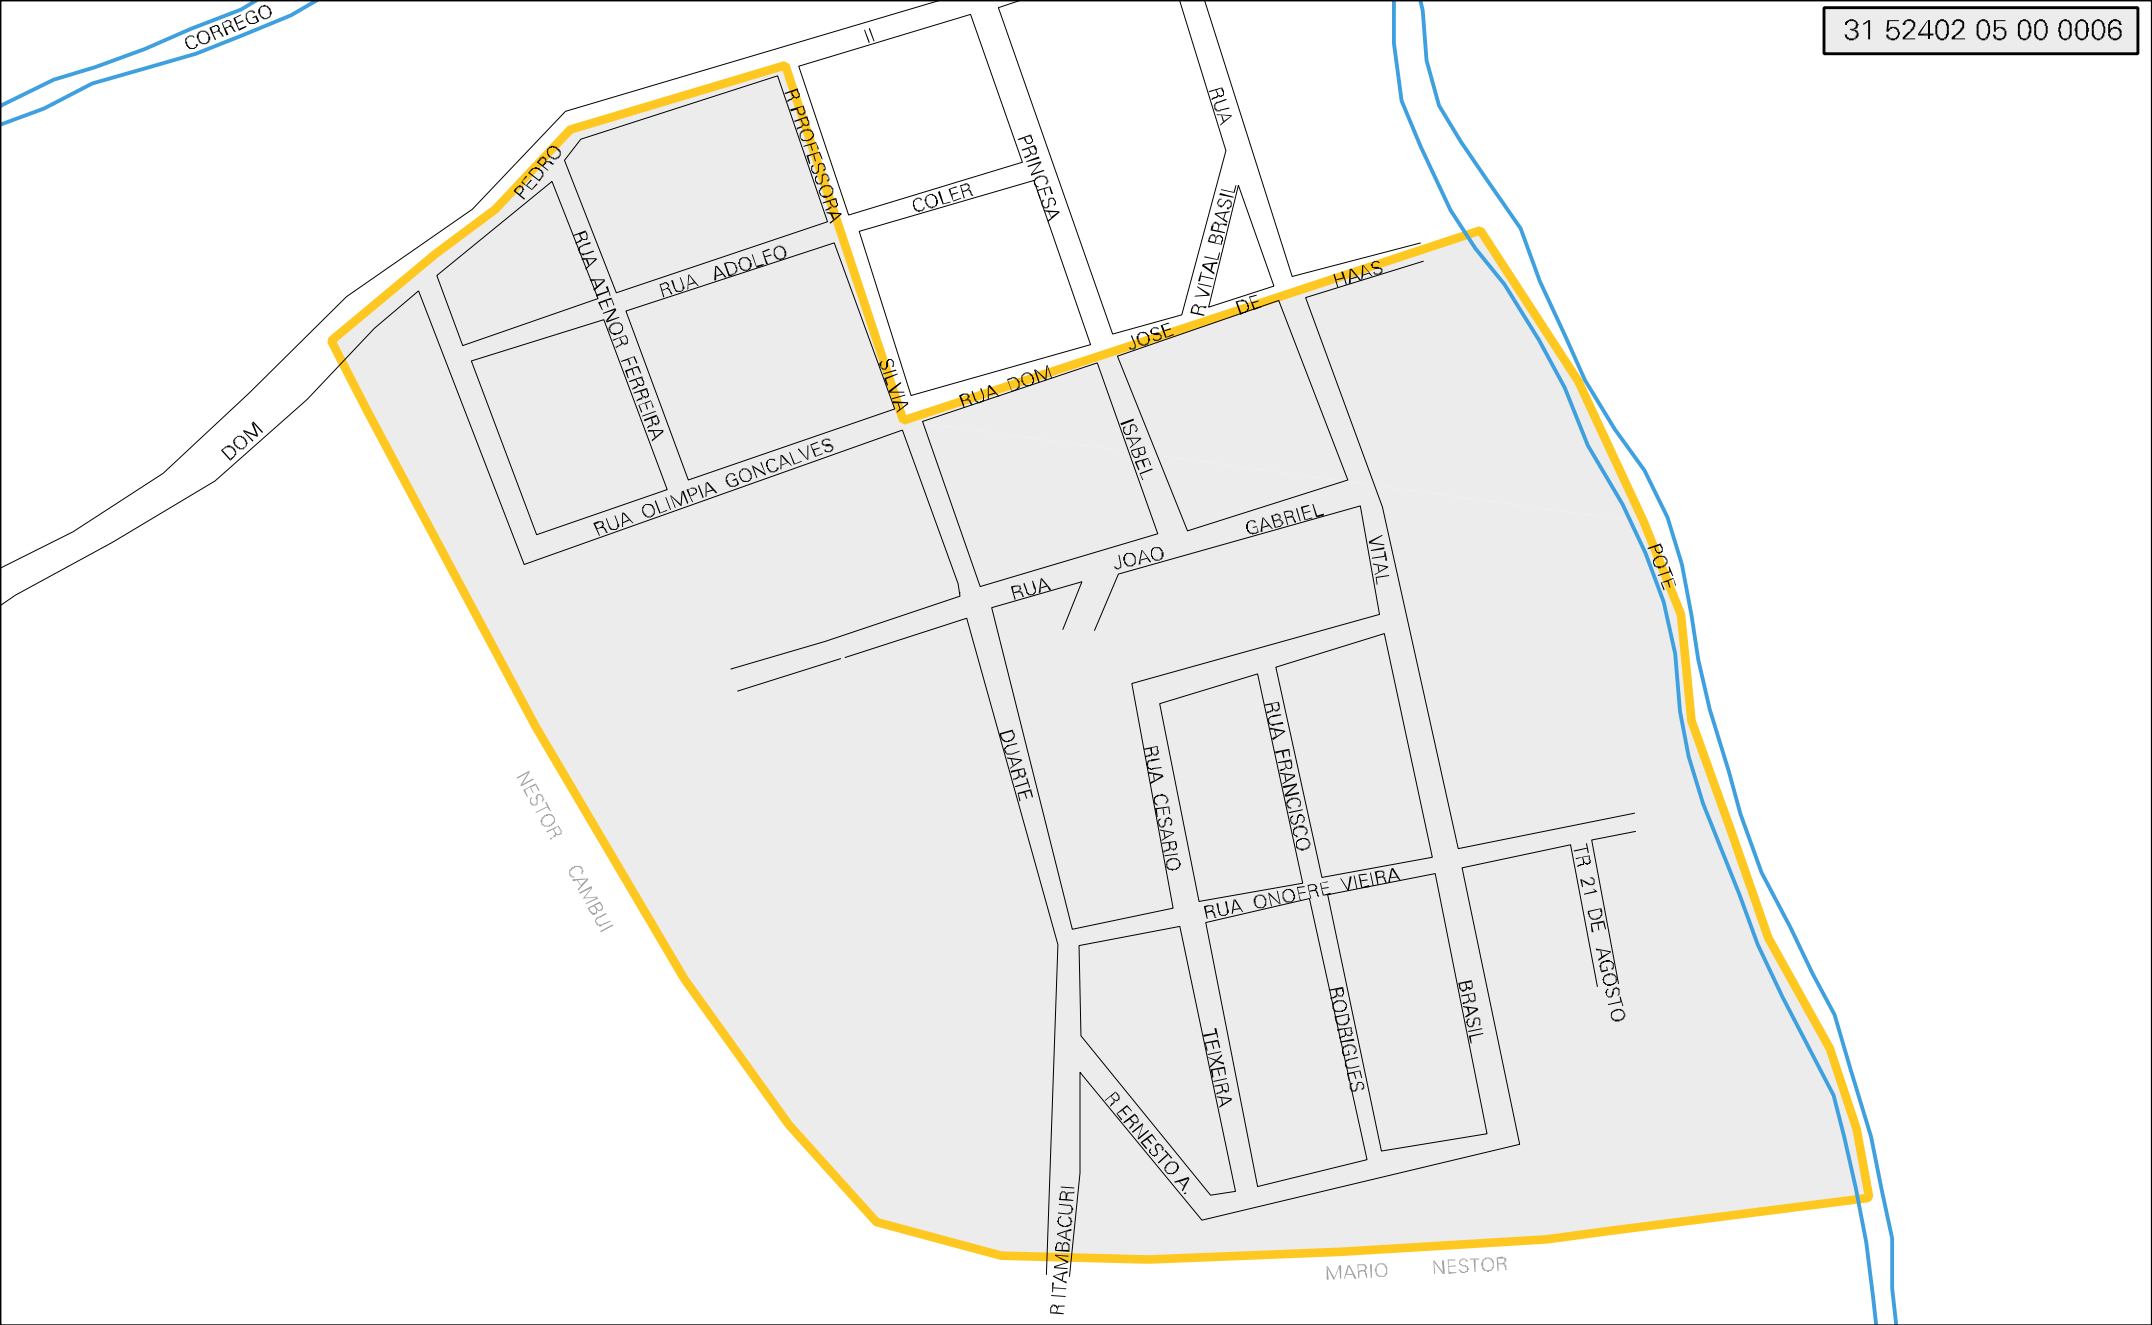 CORREGO
31 52402 05 00 0006
II
RUA
R PROFESSORA
PRINCESA
PEDRO
COLER
R VITAL BRASIL
RUA ADOLFO
RUA ATENOR FERREIRA
HAAS
DE
JOSE
RUA DOM
SILVIA
DOM
ISABEL
RUA OLIMPIA GONCALVES
GABRIEL
JOAO
RUA
VITAL
POTE
DUARTE
RUA CESARIO
RUA FRANCISCO
NESTOR CAMBUI
RUA ONOFRE VIEIRA
TR 21 DE AGOSTO
TEIXEIRA
RODRIGUES
BRASIL
R ERNESTO A.
R ITAMBACURI
MARIO NESTOR